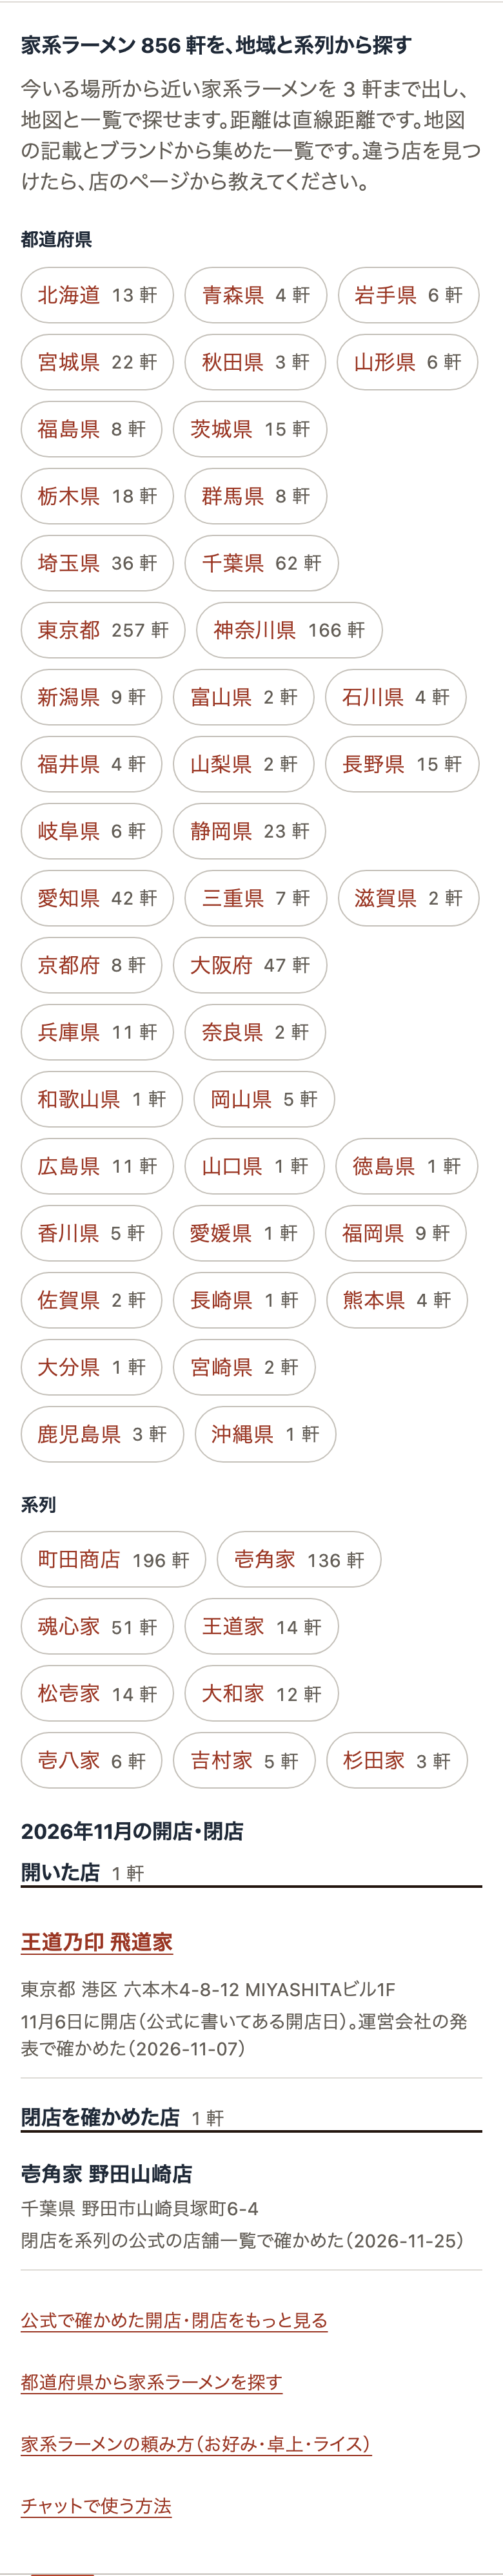 家系ラーメン 856 軒を、地域と系列から探す
今いる場所から近い家系ラーメンを 3 軒まで出し、
地図と一覧で探せます。距離は直線距離です。地図
の記載とブランドから集めた一覧です。違う店を見つ
けたら、店のページから教えてください。
都道府県
北海道 13 軒 青森県 4 軒 岩手県 6 軒
宮城県 22 軒 秋田県 3 軒 山形県 6 軒
福島県 8 軒 茨城県 15 軒
栃木県 18 軒 群馬県 8 軒
埼玉県 36 軒 千葉県 62 軒
東京都 257 軒 神奈川県 166 軒
新潟県 9 軒 富山県 2 軒 石川県 4 軒
福井県 4 軒 山梨県 2 軒 長野県 15 軒
岐阜県 6 軒 静岡県 23 軒
愛知県 42 軒 三重県 7 軒 滋賀県 2 軒
京都府 8 軒 大阪府 47 軒
兵庫県 11 軒 奈良県 2 軒
和歌山県 1 軒 岡山県 5 軒
広島県 11 軒 山口県 1 軒 徳島県 1 軒
香川県 5 軒 愛媛県 1 軒 福岡県 9 軒
佐賀県 2 軒 長崎県 1 軒 熊本県 4 軒
大分県 1 軒 宮崎県 2 軒
鹿児島県 3 軒 沖縄県 1 軒
系列
町田商店 196 軒 壱角家 136 軒
魂心家 51 軒 王道家 14 軒
松壱家 14 軒 大和家 12 軒
壱八家 6 軒 吉村家 5 軒 杉田家 3 軒
2026年11月の開店・閉店
開いた店 1 軒
王道乃印 飛道家
東京都 港区 六本木4-8-12 MIYASHITAビル1F
11月6日に開店（公式に書いてある開店日）。運営会社の発
表で確かめた（2026-11-07）
閉店を確かめた店 1 軒
壱角家 野田山崎店
千葉県 野田市山崎貝塚町6-4
閉店を系列の公式の店舗一覧で確かめた（2026-11-25）
公式で確かめた開店・閉店をもっと見る
都道府県から家系ラーメンを探す
家系ラーメンの頼み方（お好み・卓上・ライス）
チャットで使う方法